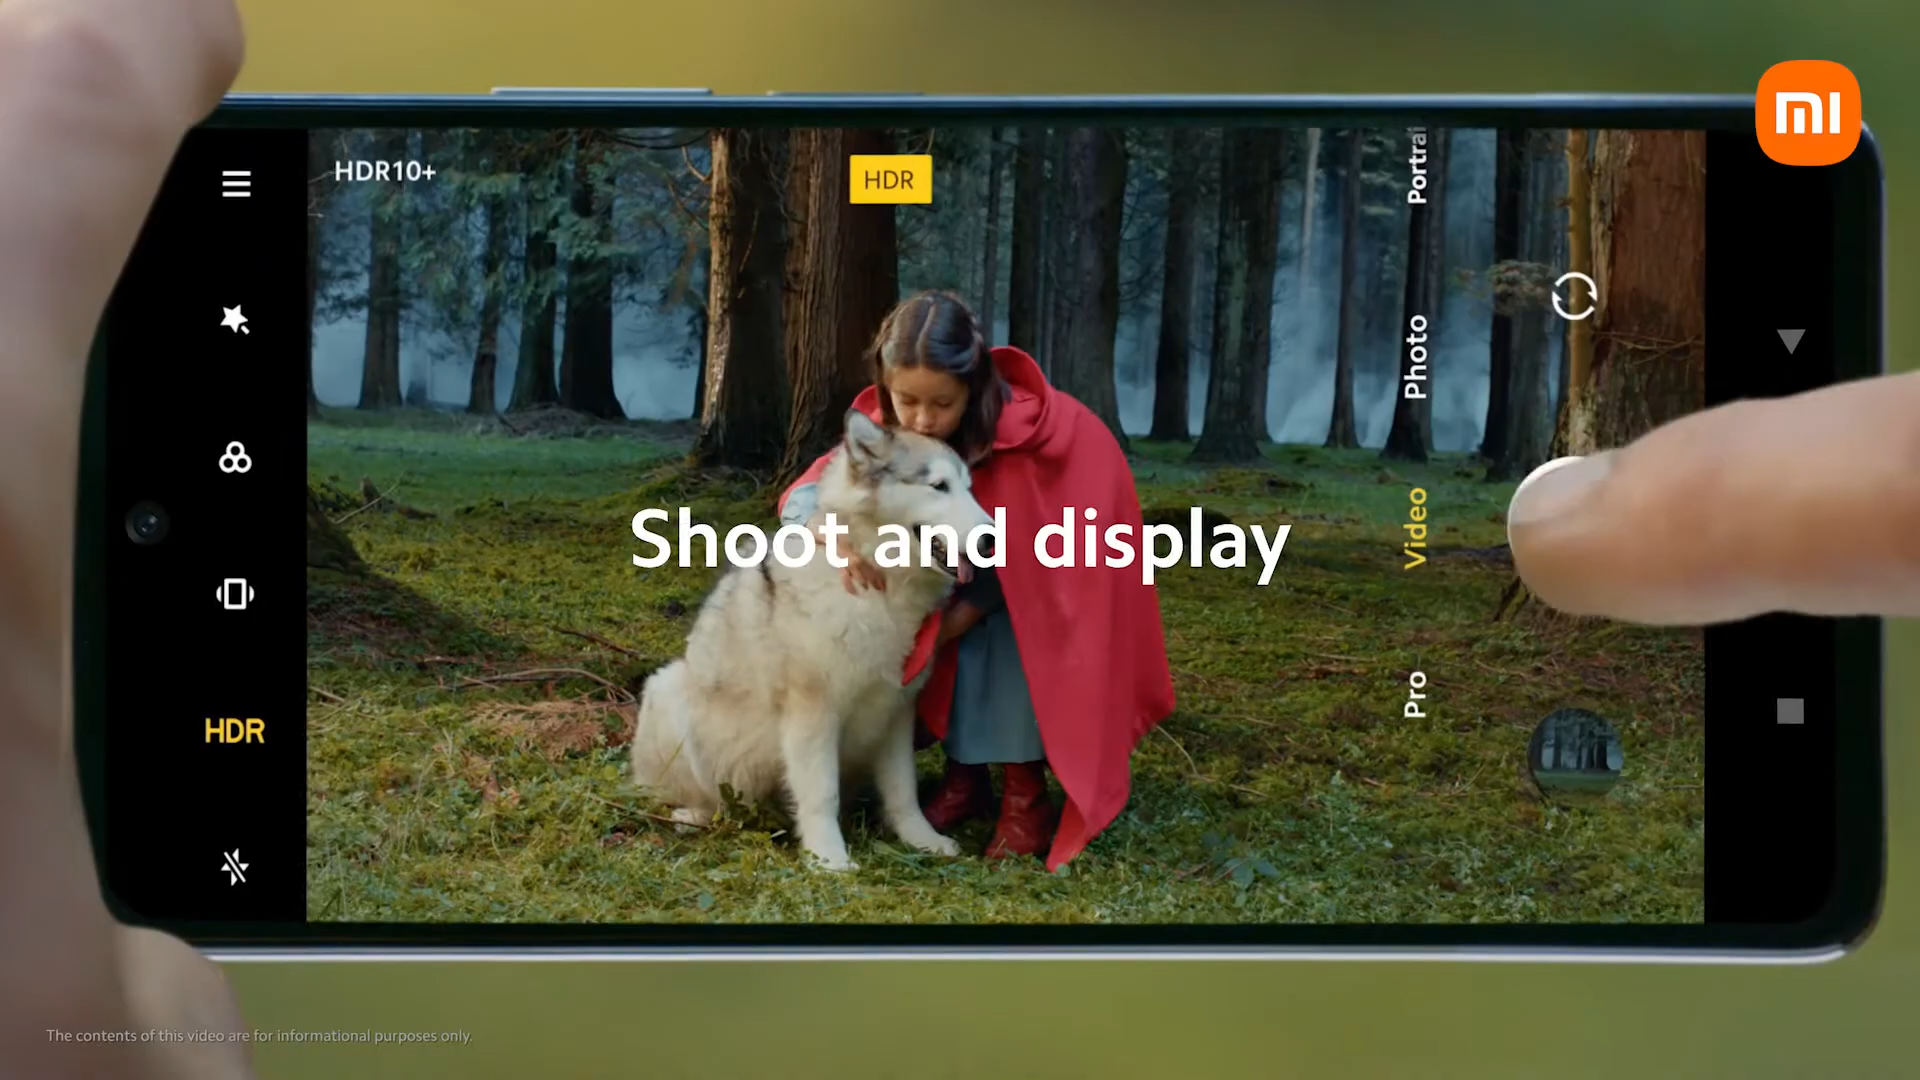 mi
HDR10+
HDR
Portrai
Photo
Shoot and display
Video
Pro
HDR
The contents of this video are for informational purposes only.